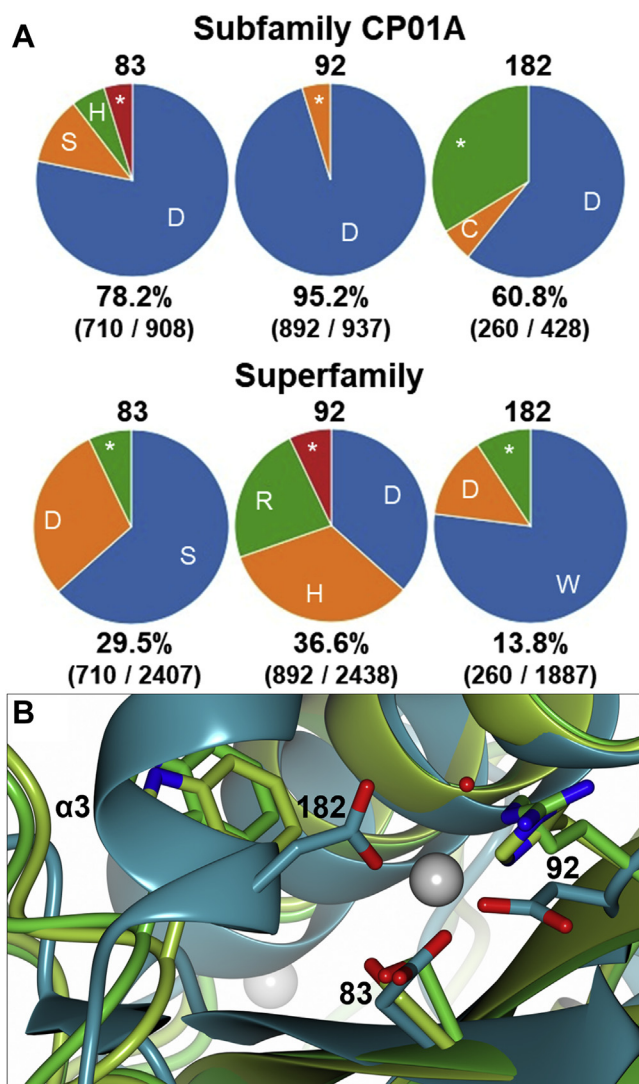 A
Subfamily CP01A
83 92 182
H * S D
* D
* C D
78.2% 95.2% 60.8%
(710 / 908) (892 / 937) (260 / 428)
Superfamily
83 92 182
* D S
* R D H
* D W
29.5% 36.6% 13.8%
(710 / 2407) (892 / 2438) (260 / 1887)
B
α3
182
92
83